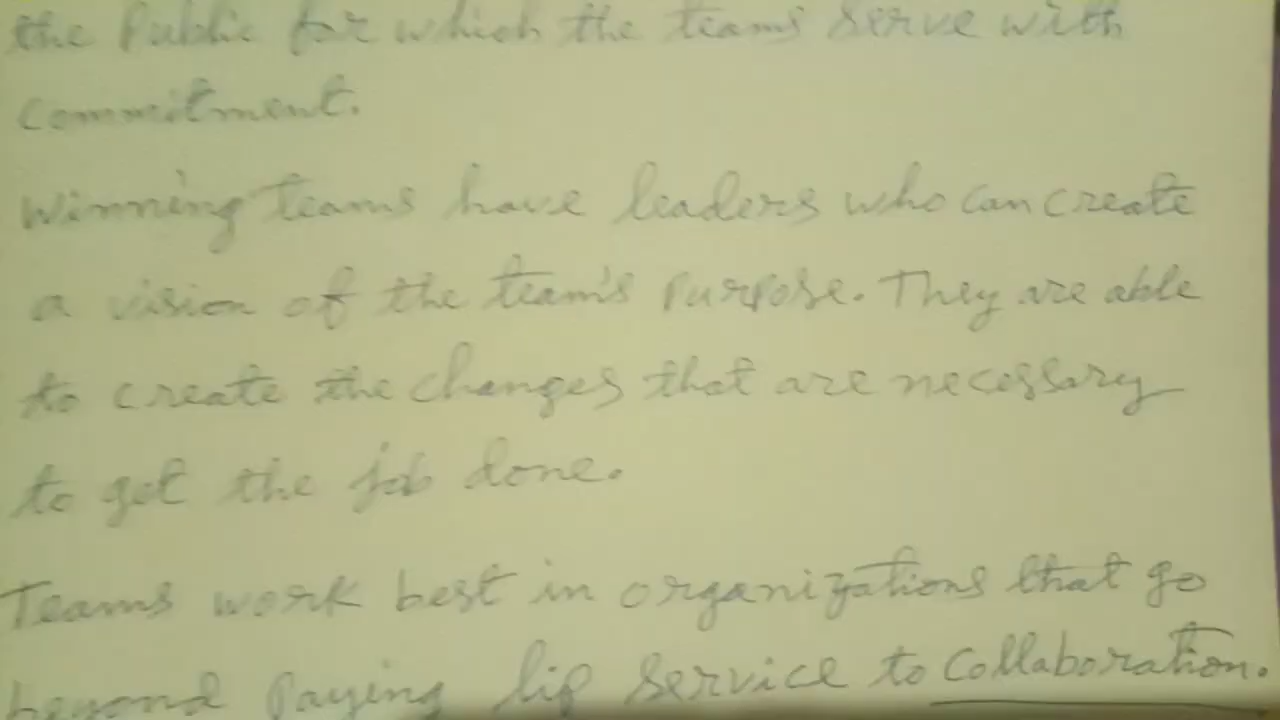 the Public for which the teams serve with
commitment.
Winning teams have leaders who can create
a vision of the team's purpose. They are able
to create the changes that are necessary
to get the job done.
Teams work best in organizations that go
beyond paying lip service to collaboration.